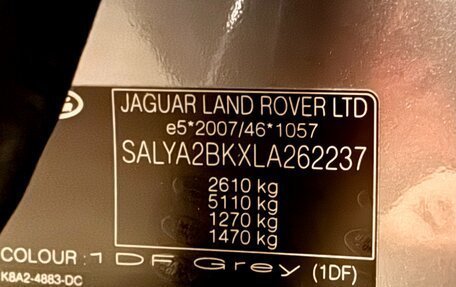 JAGUAR LAND ROVER LTD
e5*2007/46*1057
SALYA2BKXLA262237
2610 kg
5110 kg
1270 kg
1470 kg
COLOUR : 1DF Grey (1DF)
K8A2-4883-DC